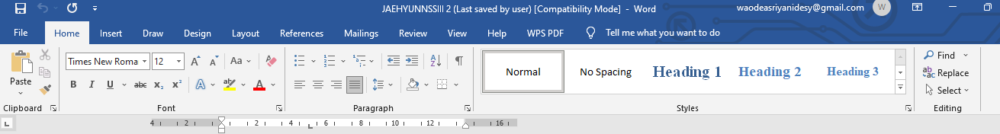 JAEHYUNNSSIII 2 (Last saved by user) [Compatibility Mode] - Word
waodeasriyanidesy@gmail.com W
File Home Insert Draw Design Layout References Mailings Review View Help WPS PDF Tell me what you want to do
Times New Roma 12 Aa
Paste
B I U abc x₂ x² A A
Normal No Spacing Heading 1 Heading 2 Heading 3
Find
Replace
Select
Clipboard Font Paragraph Styles Editing
4 2 2 4 6 8 10 12 16